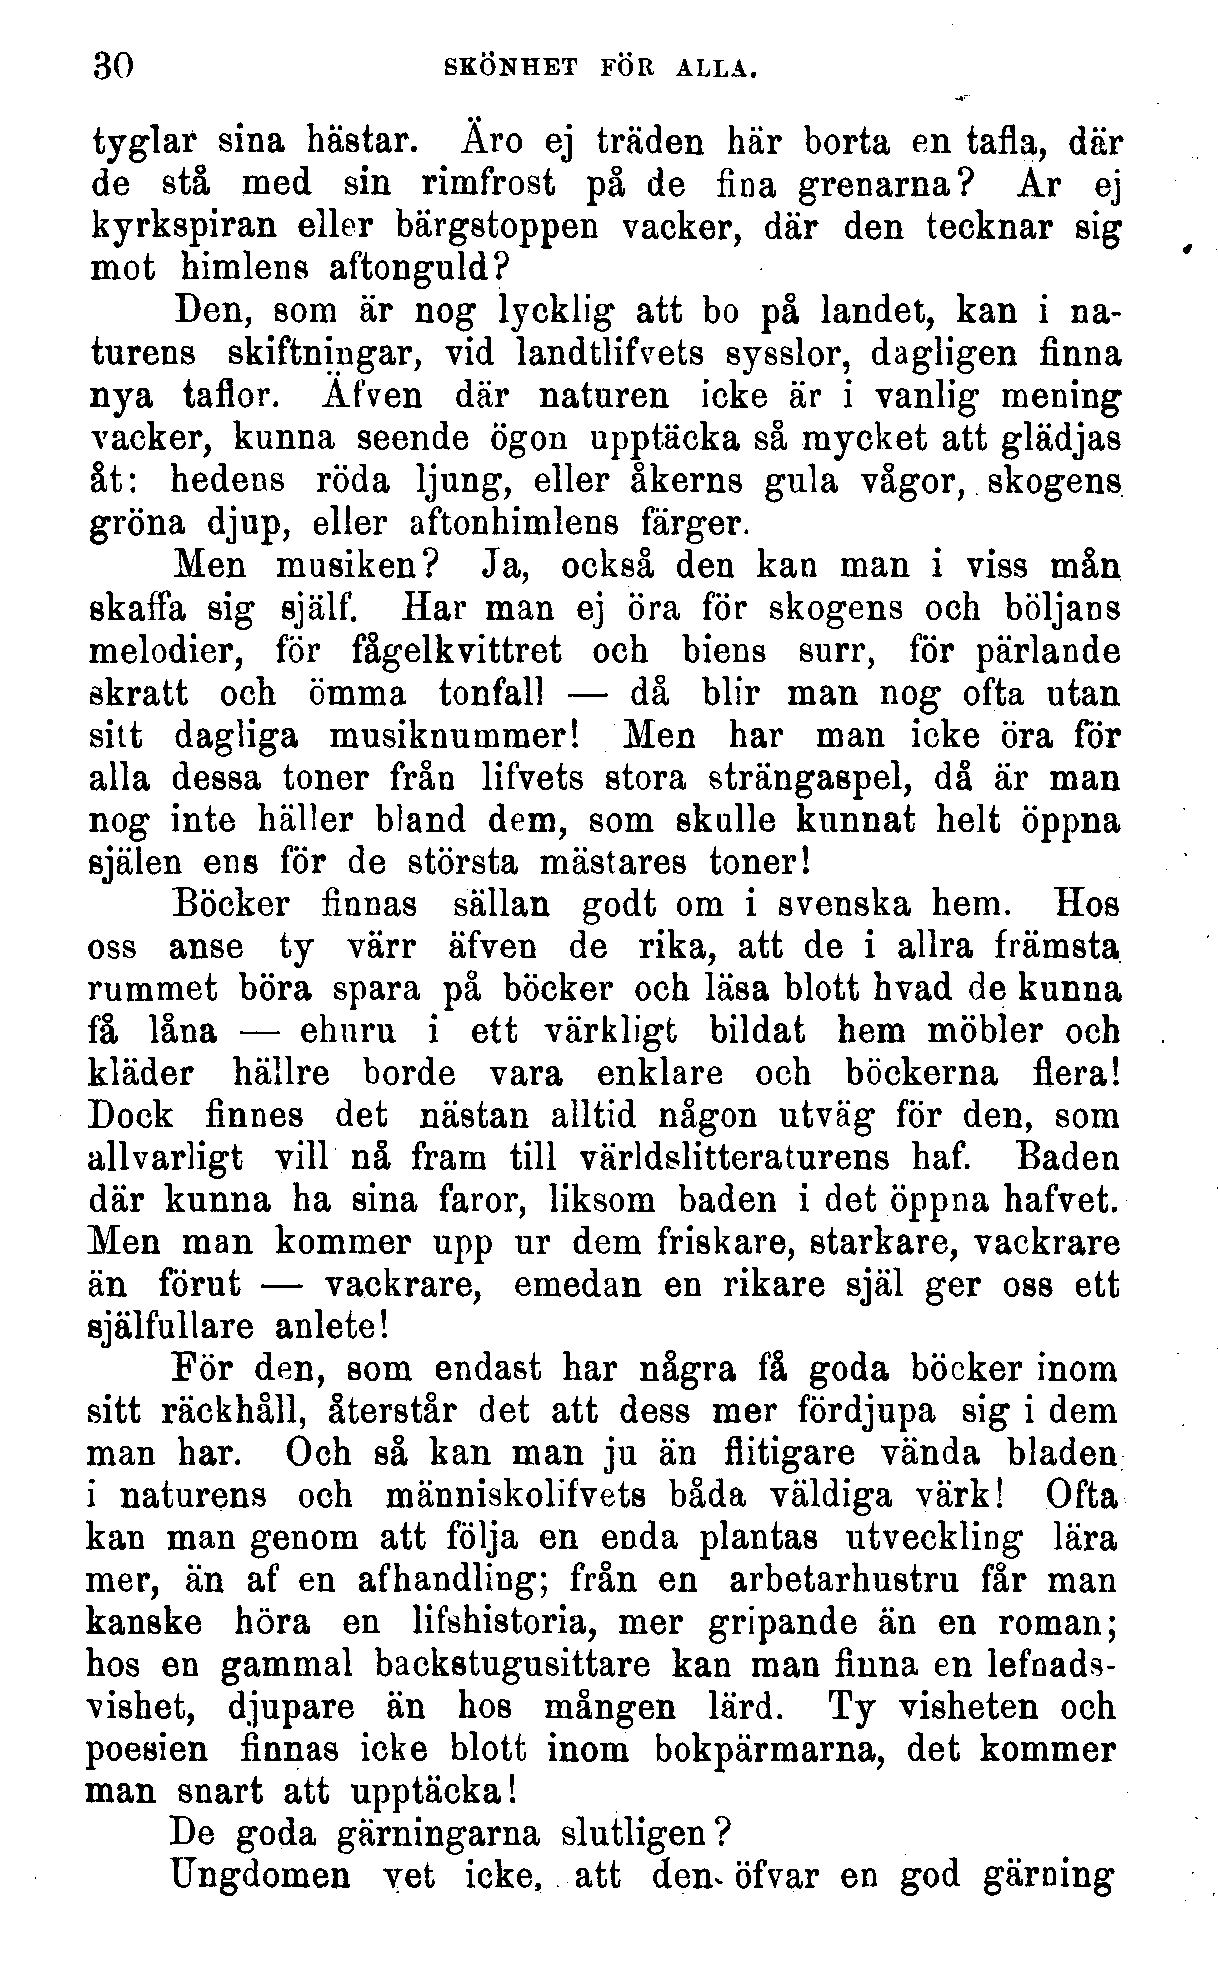 30 SKÖNHET FÖR ALLA.
tyglar sina hästar. Äro ej träden här borta en tafla, där
de stå med sin rimfrost på de fina grenarna? Ar ej
kyrkspiran eller bärgstoppen vacker, där den tecknar sig
mot himlens aftonguld?
Den, som är nog lycklig att bo på landet, kan i na-
turens skiftningar, vid landtlifvets sysslor, dagligen finna
nya taflor. Äfven där naturen icke är i vanlig mening
vacker, kunna seende ögon upptäcka så mycket att glädjas
åt: hedens röda ljung, eller åkerns gula vågor, skogens
gröna djup, eller aftonhimlens färger.
Men musiken? Ja, också den kan man i viss mån
skaffa sig själf. Har man ej öra för skogens och böljans
melodier, för fågelkvittret och biens surr, för pärlande
skratt och ömma tonfall — då blir man nog ofta utan
sitt dagliga musiknummer! Men har man icke öra för
alla dessa toner från lifvets stora strängaspel, då är man
nog inte häller bland dem, som skulle kunnat helt öppna
själen ens för de största mästares toner!
Böcker finnas sällan godt om i svenska hem. Hos
oss anse ty värr äfven de rika, att de i allra främsta
rummet böra spara på böcker och läsa blott hvad de kunna
få låna — ehuru i ett värkligt bildat hem möbler och
kläder hällre borde vara enklare och böckerna flera!
Dock finnes det nästan alltid någon utväg för den, som
allvarligt vill nå fram till världslitteraturens haf. Baden
där kunna ha sina faror, liksom baden i det öppna hafvet.
Men man kommer upp ur dem friskare, starkare, vackrare
än förut — vackrare, emedan en rikare själ ger oss ett
själfullare anlete!
För den, som endast har några få goda böcker inom
sitt räckhåll, återstår det att dess mer fördjupa sig i dem
man har. Och så kan man ju än flitigare vända bladen
i naturens och människolifvets båda väldiga värk! Ofta
kan man genom att följa en enda plantas utveckling lära
mer, än af en afhandling; från en arbetarhustru får man
kanske höra en lifshistoria, mer gripande än en roman;
hos en gammal backstugusittare kan man finna en lefnads-
vishet, djupare än hos mången lärd. Ty visheten och
poesien finnas icke blott inom bokpärmarna, det kommer
man snart att upptäcka!
De goda gärningarna slutligen?
Ungdomen vet icke, att den öfvar en god gärning